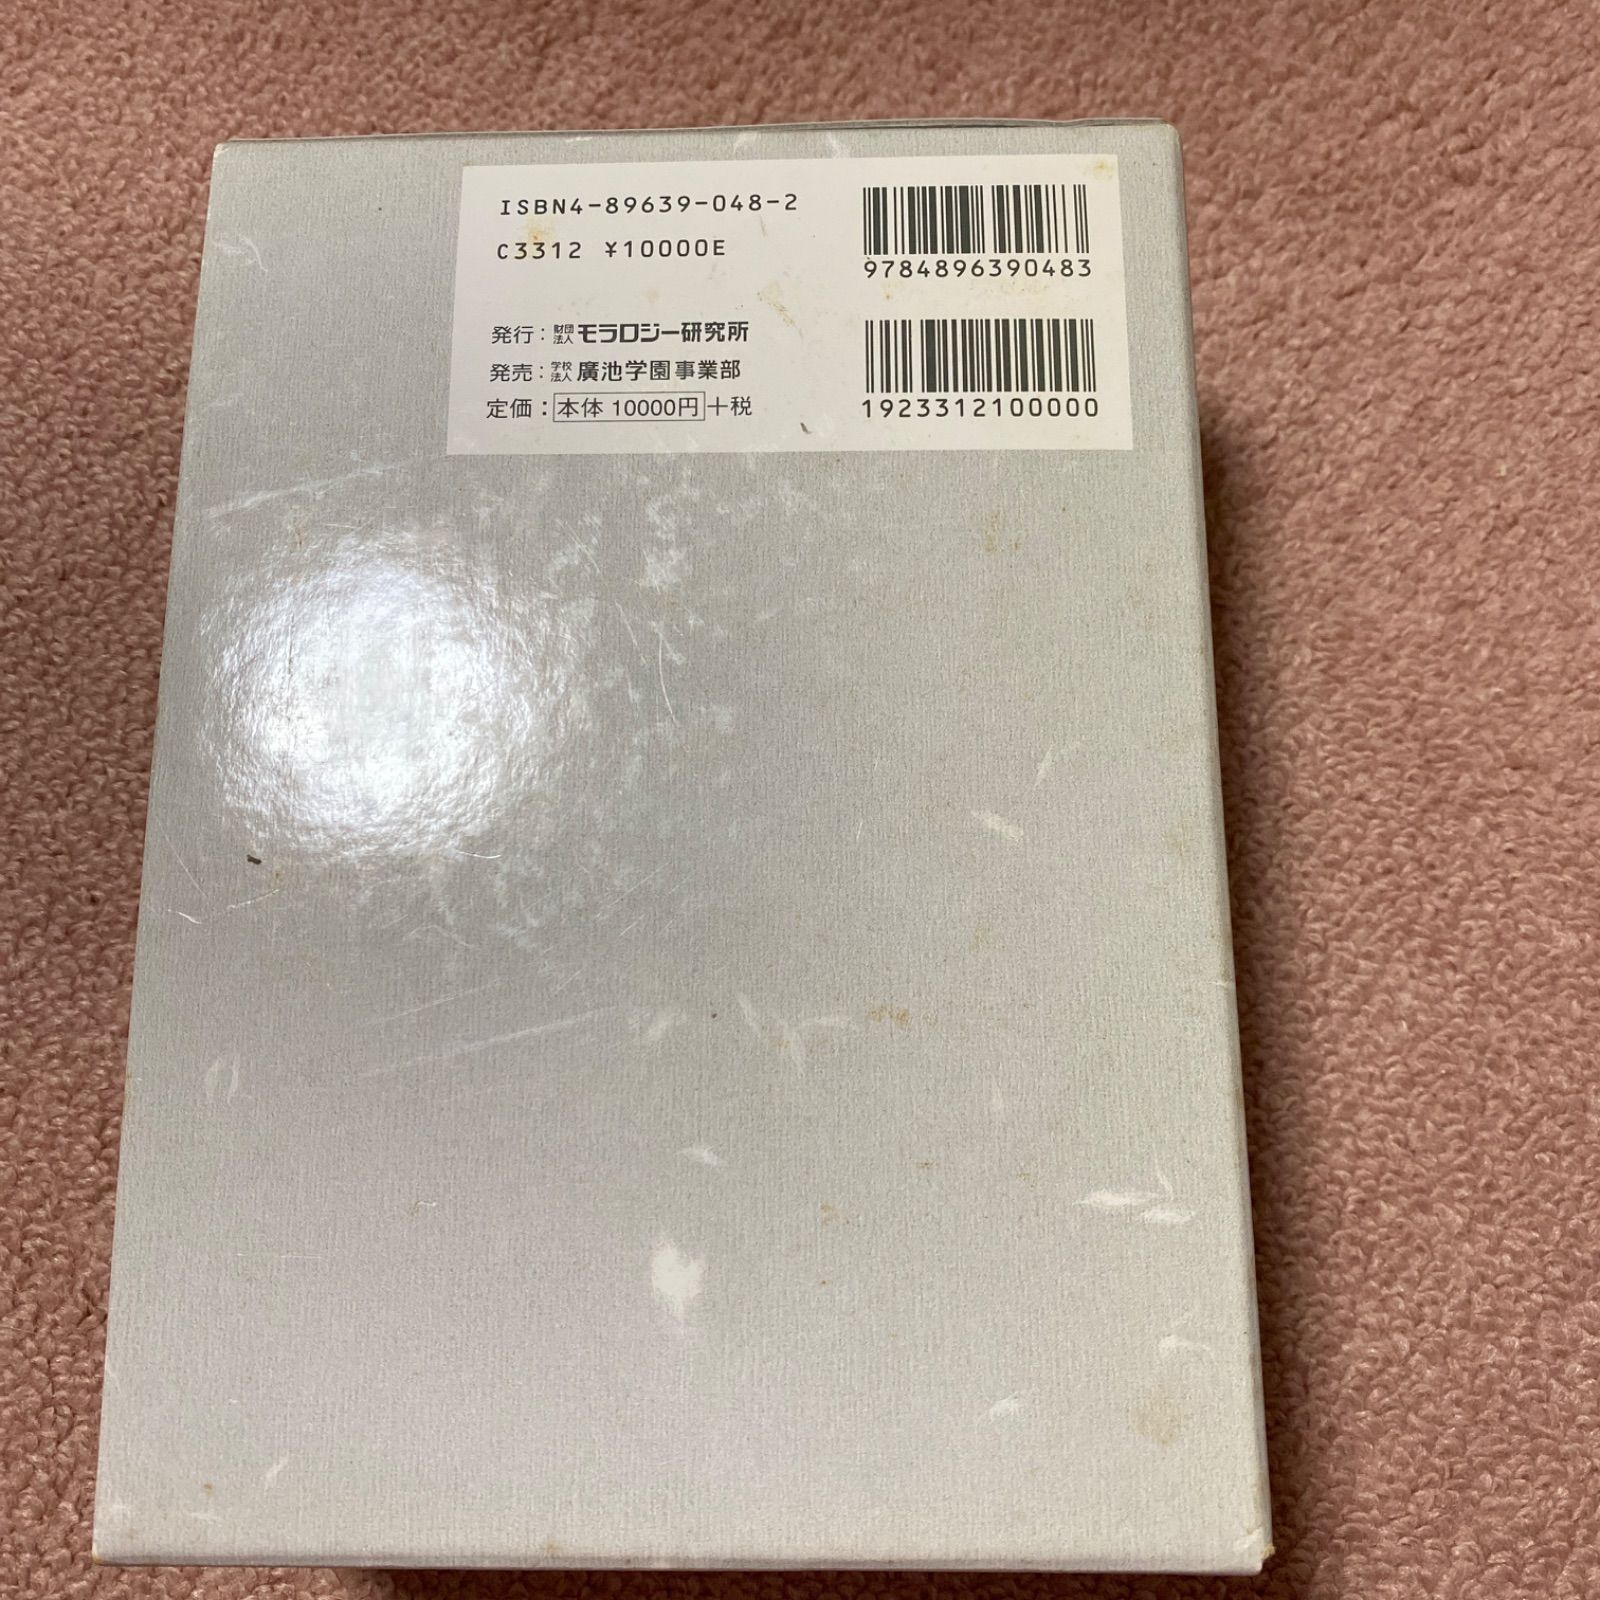 ISBN4-89639-048-2
C3312 ¥10000E
9784896390483
発行：財団法人 モラロジー研究所
発売：学校法人 廣池学園事業部
定価：本体 10000円＋税
1923312100000